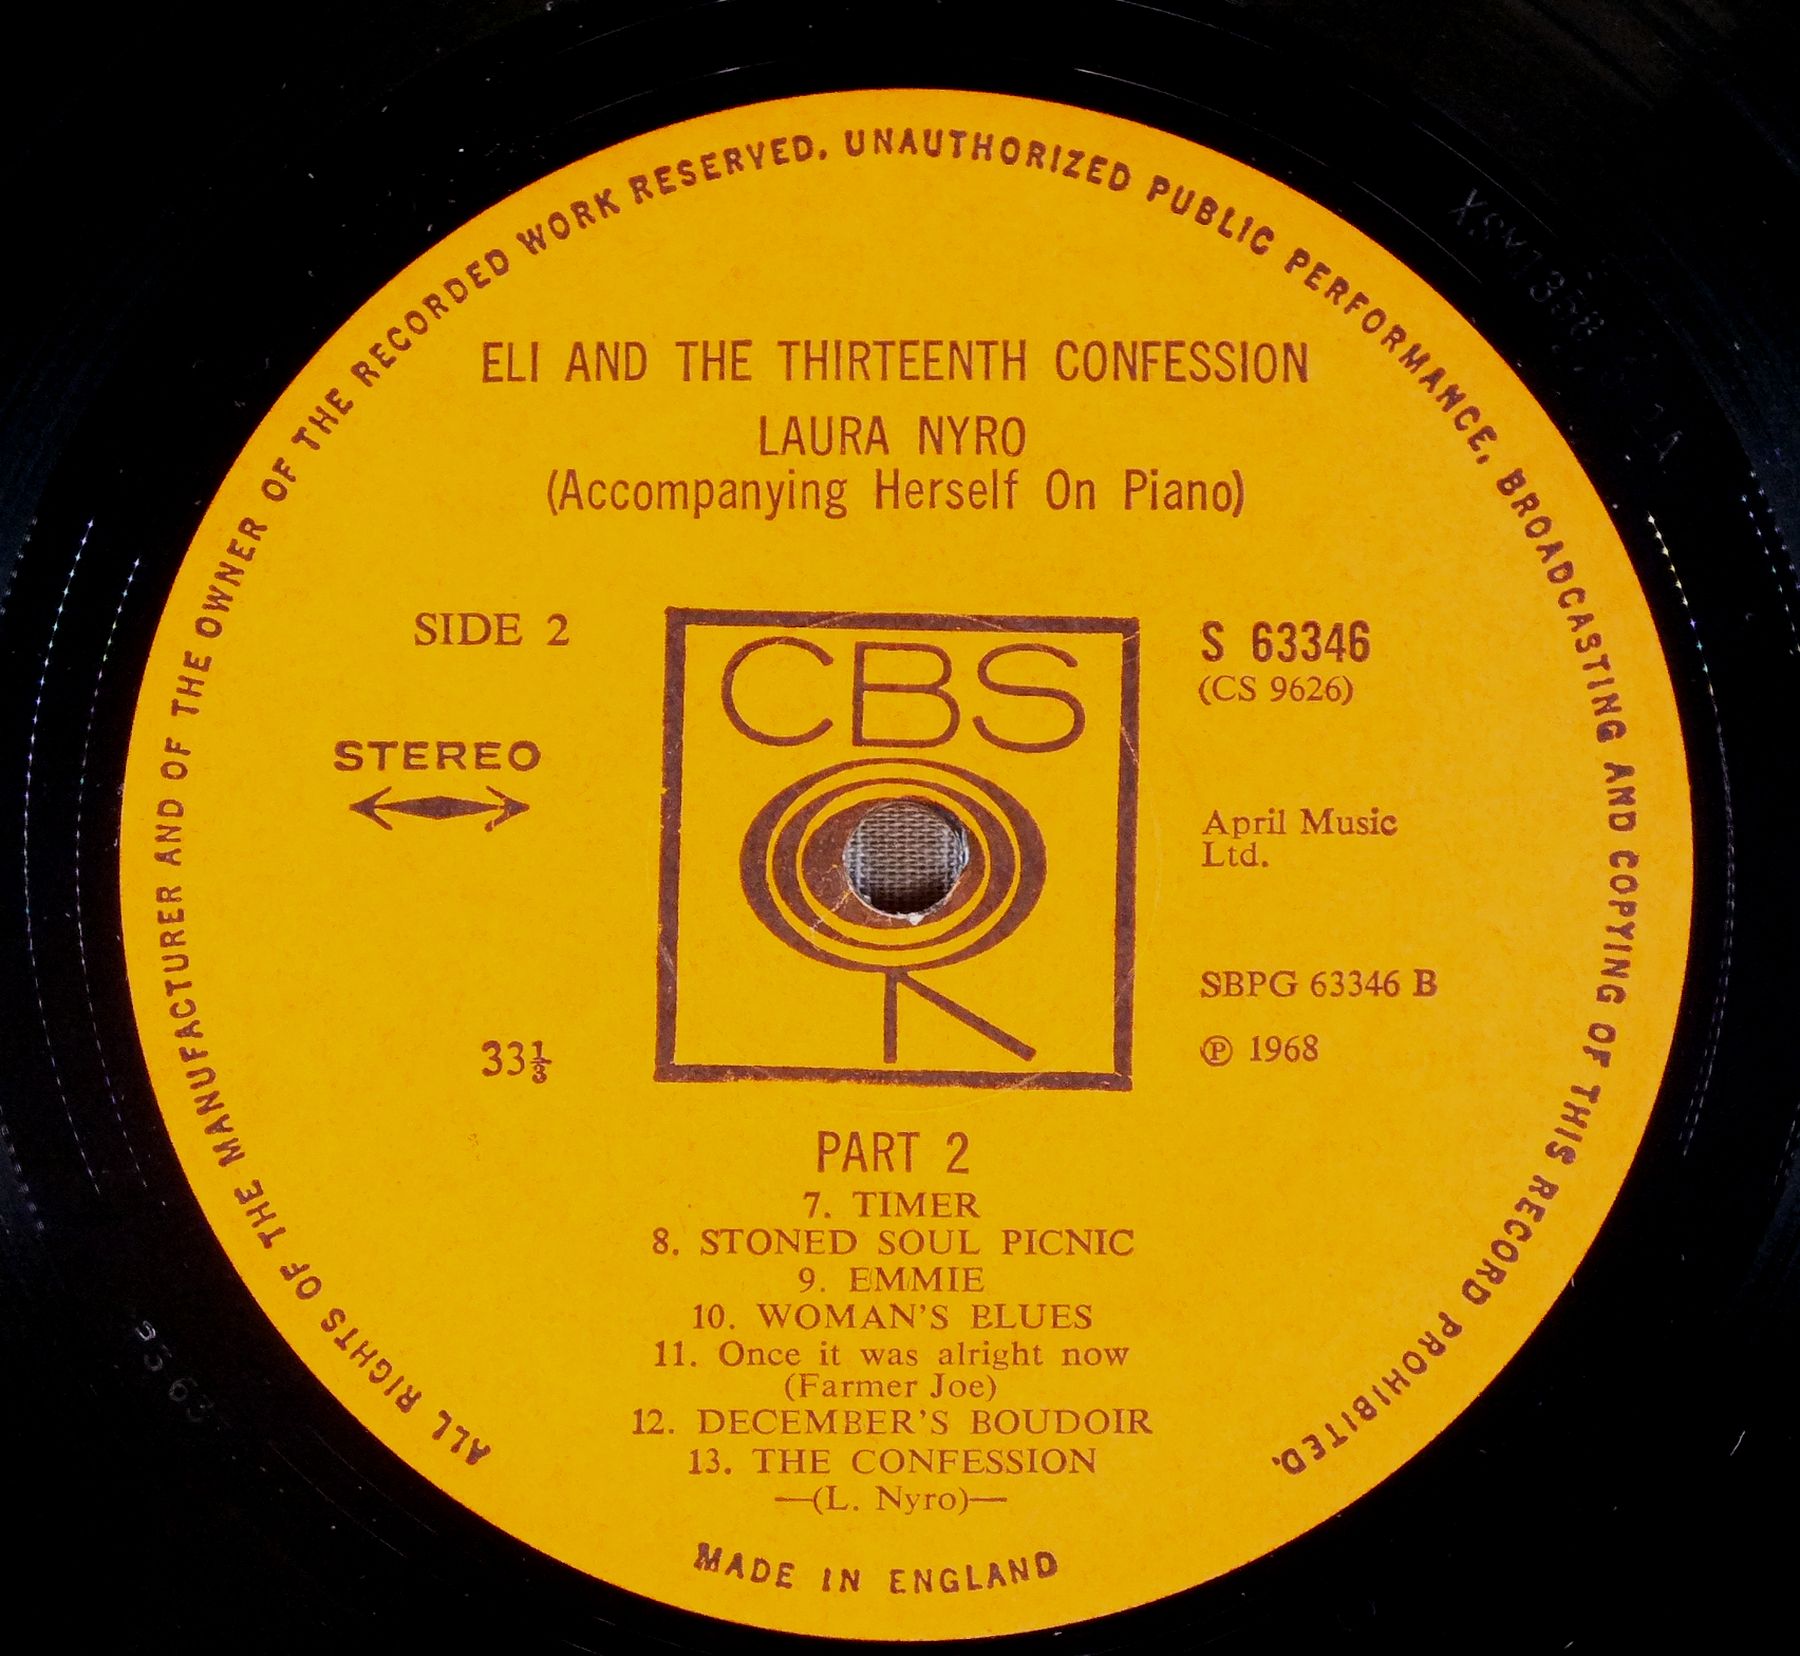 ALL RIGHTS OF THE MANUFACTURER AND OF THE OWNER OF THE RECORDED WORK RESERVED. UNAUTHORIZED PUBLIC PERFORMANCE, BROADCASTING AND COPYING OF THIS RECORD PROHIBITED.
ELI AND THE THIRTEENTH CONFESSION
LAURA NYRO
(Accompanying Herself On Piano)
SIDE 2
CBS
S 63346
(CS 9626)
STEREO
April Music
Ltd.
SBPG 63346 B
33⅓
℗ 1968
PART 2
7. TIMER
8. STONED SOUL PICNIC
9. EMMIE
10. WOMAN'S BLUES
11. Once it was alright now
(Farmer Joe)
12. DECEMBER'S BOUDOIR
13. THE CONFESSION
—(L. Nyro)—
MADE IN ENGLAND